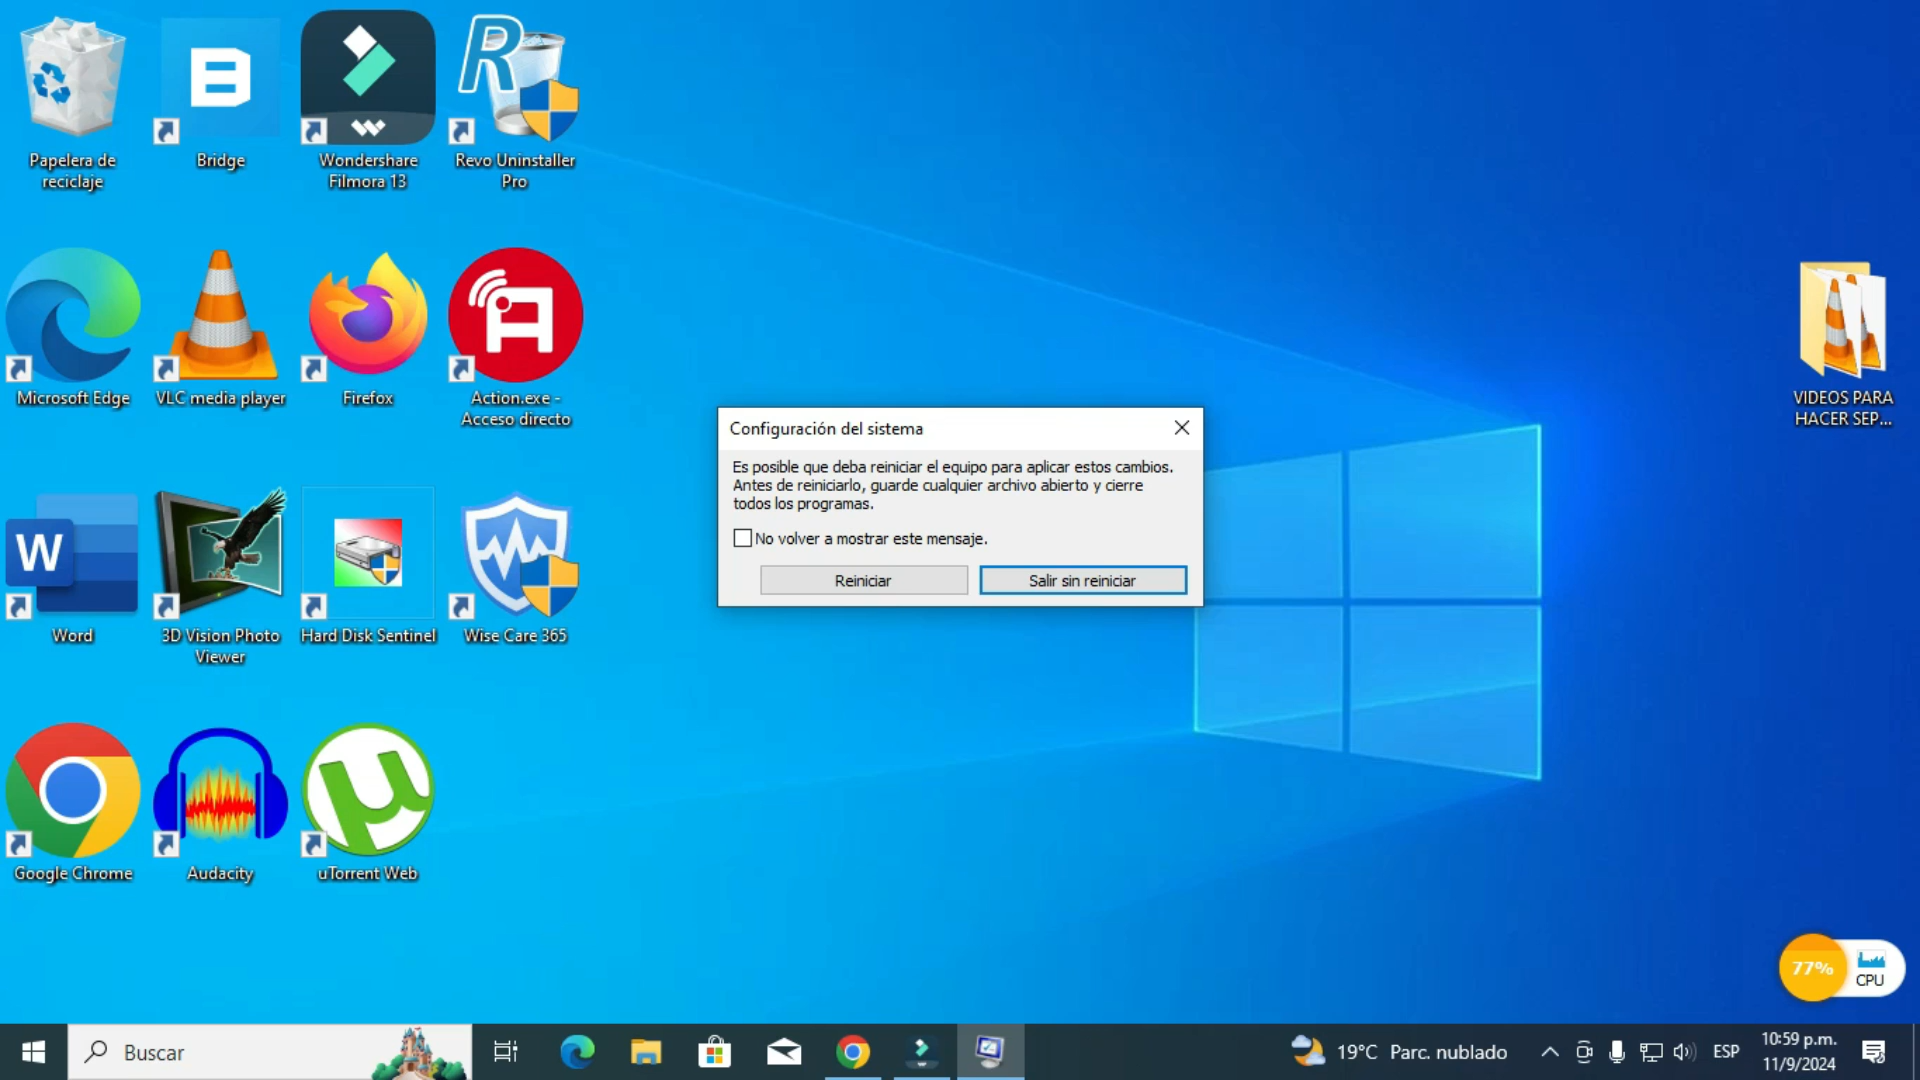 Papelera de
reciclaje
Bridge
Wondershare
Filmora 13
Revo Uninstaller
Pro
Microsoft Edge
VLC media player
Firefox
Action.exe -
Acceso directo
VIDEOS PARA
HACER SEP...
Configuración del sistema
Es posible que deba reiniciar el equipo para aplicar estos cambios.
Antes de reiniciarlo, guarde cualquier archivo abierto y cierre
todos los programas.
No volver a mostrar este mensaje.
Reiniciar
Salir sin reiniciar
W
Word
3D Vision Photo
Viewer
Hard Disk Sentinel
Wise Care 365
Google Chrome
Audacity
uTorrent Web
77%
CPU
Buscar
19°C Parc. nublado
ESP
10:59 p.m.
11/9/2024